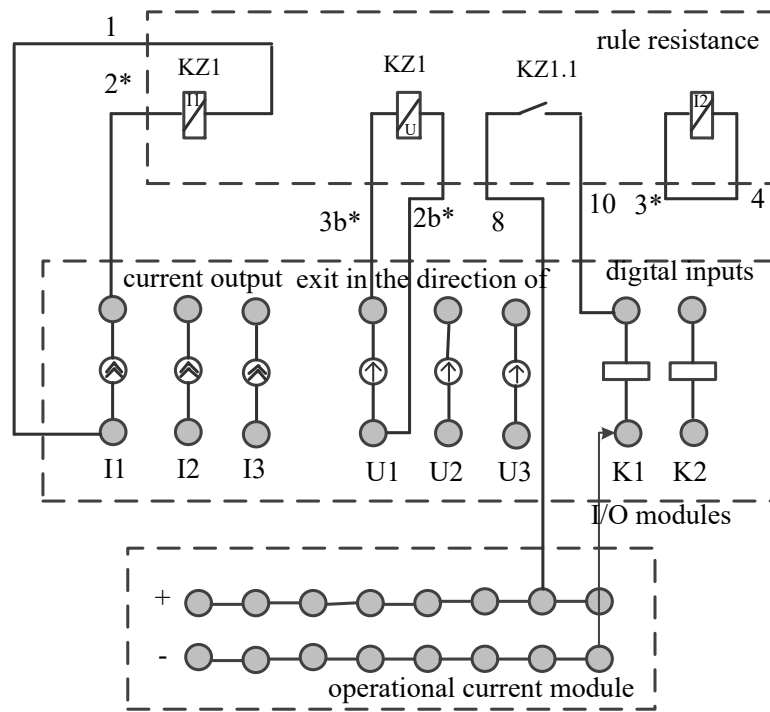 1
rule resistance
KZ1
KZ1
KZ1.1
2*
I1
U
I2
3b*
2b*
8
10
3*
4
current output
exit in the direction of
digital inputs
I1
I2
I3
U1
U2
U3
K1
K2
I/O modules
+
-
operational current module